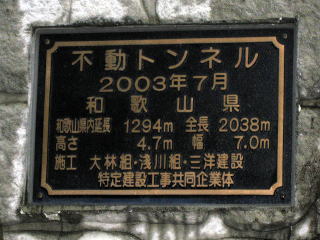 不動トンネル
2003年7月
和歌山県
和歌山県内延長 1294m 全長 2038m
高さ 4.7m 幅 7.0m
施工 大林組・浅川組・三洋建設
特定建設工事共同企業体